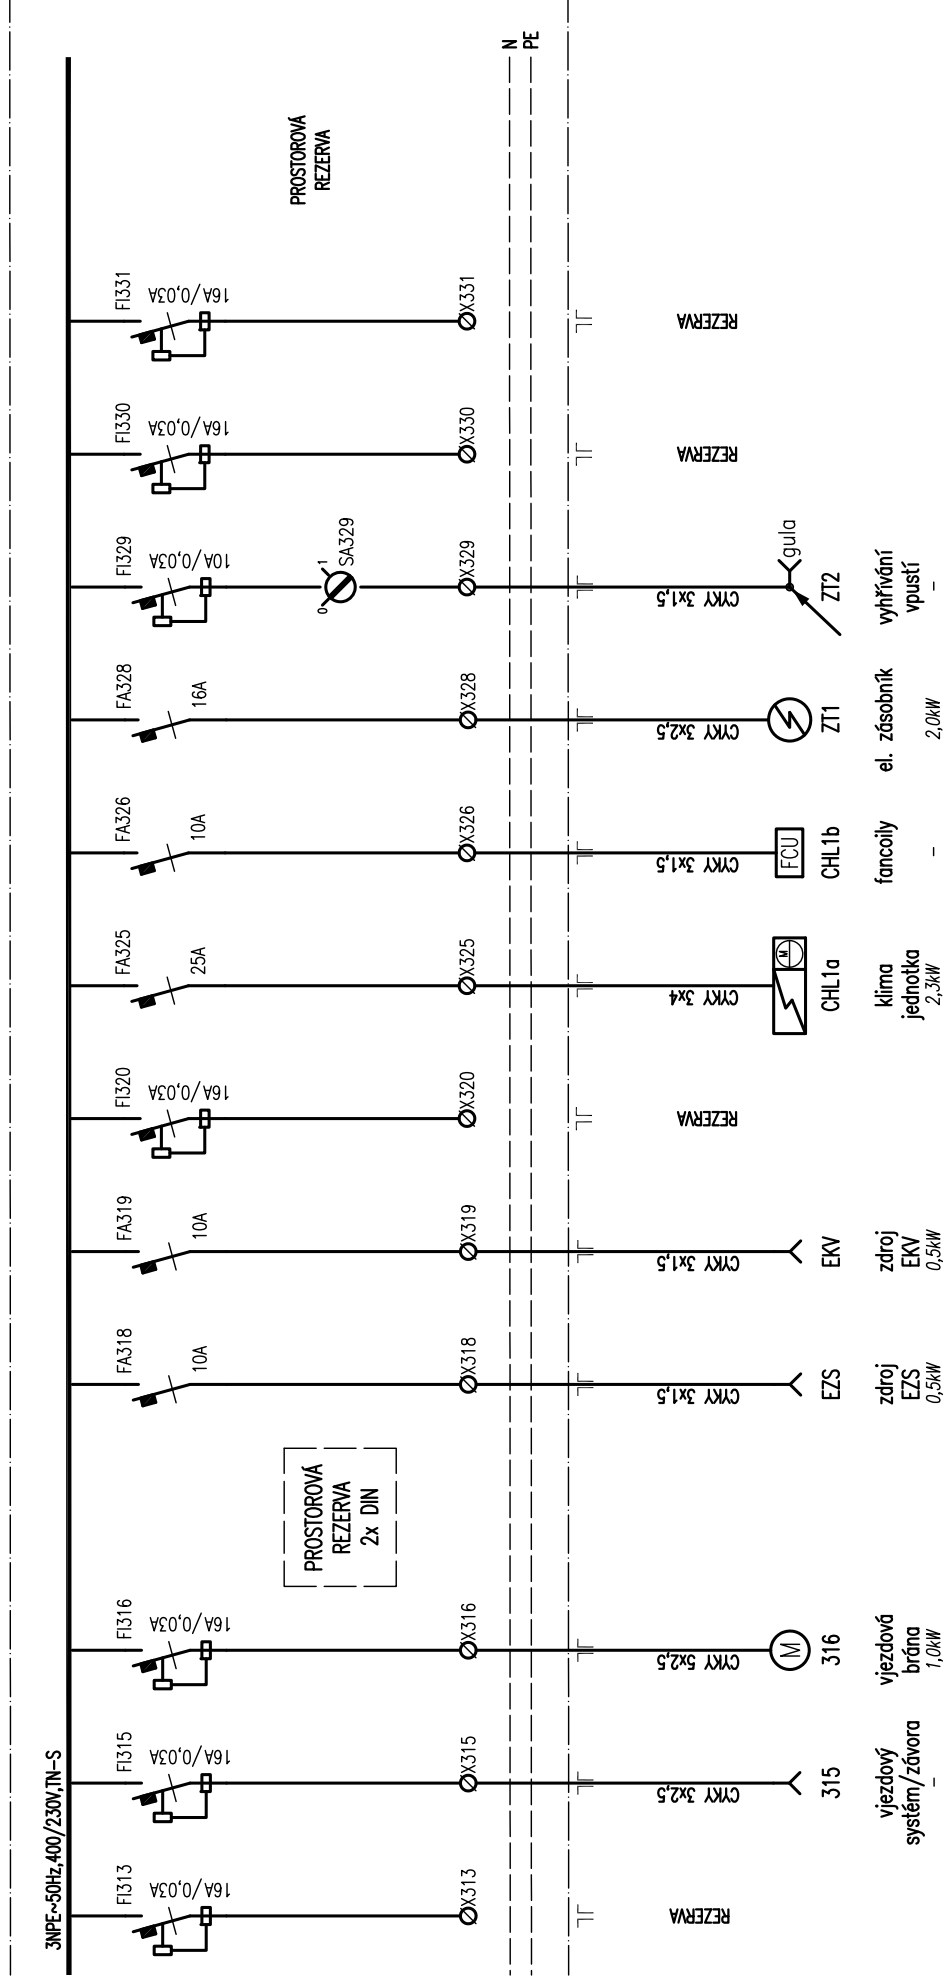 3NPE~50Hz,400/230V,TN-S
FI313
16A/0,03A
X313
REZERVA
FI315
16A/0,03A
X315
CYKY 3x2,5
315
vjezdový
systém/závora
-
FI316
16A/0,03A
X316
CYKY 5x2,5
M
316
vjezdová
brána
1,0kW
PROSTOROVÁ
REZERVA
2x DIN
FA318
10A
X318
CYKY 3x1,5
EZS
zdroj
EZS
0,5kW
FA319
10A
X319
CYKY 3x1,5
EKV
zdroj
EKV
0,5kW
FI320
16A/0,03A
X320
REZERVA
FA325
25A
X325
CYKY 3x4
M
CHL1a
klima
jednotka
2,3kW
FA326
10A
X326
CYKY 3x1,5
FCU
CHL1b
fancoily
-
FA328
16A
X328
CYKY 3x2,5
ZT1
el. zásobník
2,0kW
FI329
10A/0,03A
0 1
SA329
X329
CYKY 3x1,5
gula
ZT2
vyhřívání
vpustí
-
FI330
16A/0,03A
X330
REZERVA
FI331
16A/0,03A
X331
REZERVA
PROSTOROVÁ
REZERVA
N
PE